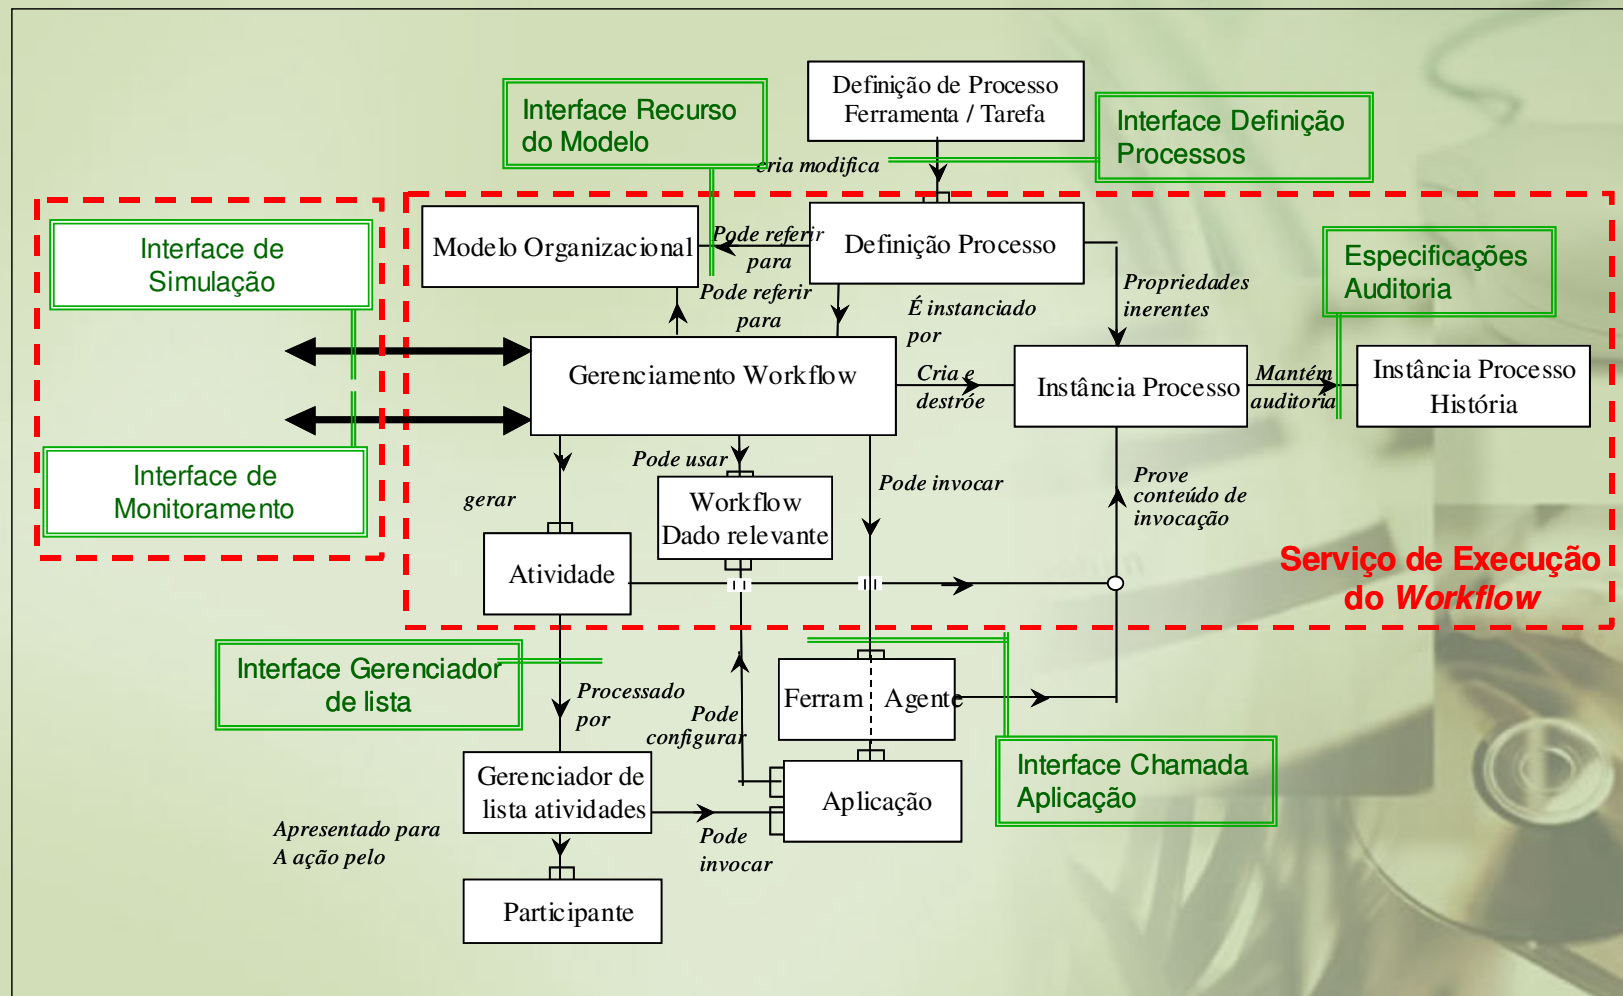 Definição de Processo
Ferramenta / Tarefa
Interface Recurso
do Modelo
Interface Definição
Processos
cria modifica
Interface de
Simulação
Modelo Organizacional
Pode referir
para
Definição Processo
Especificações
Auditoria
Propriedades
inerentes
Pode referir
para
É instanciado
por
Gerenciamento Workflow
Cria e
destróe
Instância Processo
Mantém
auditoria
Instância Processo
História
Interface de
Monitoramento
gerar
Pode usar
Pode invocar
Prove
conteúdo de
invocação
Workflow
Dado relevante
Atividade
Serviço de Execução
do Workflow
Interface Gerenciador
de lista
Processado
por
Pode
configurar
Ferram
Agente
Interface Chamada
Aplicação
Gerenciador de
lista atividades
Aplicação
Apresentado para
A ação pelo
Pode
invocar
Participante